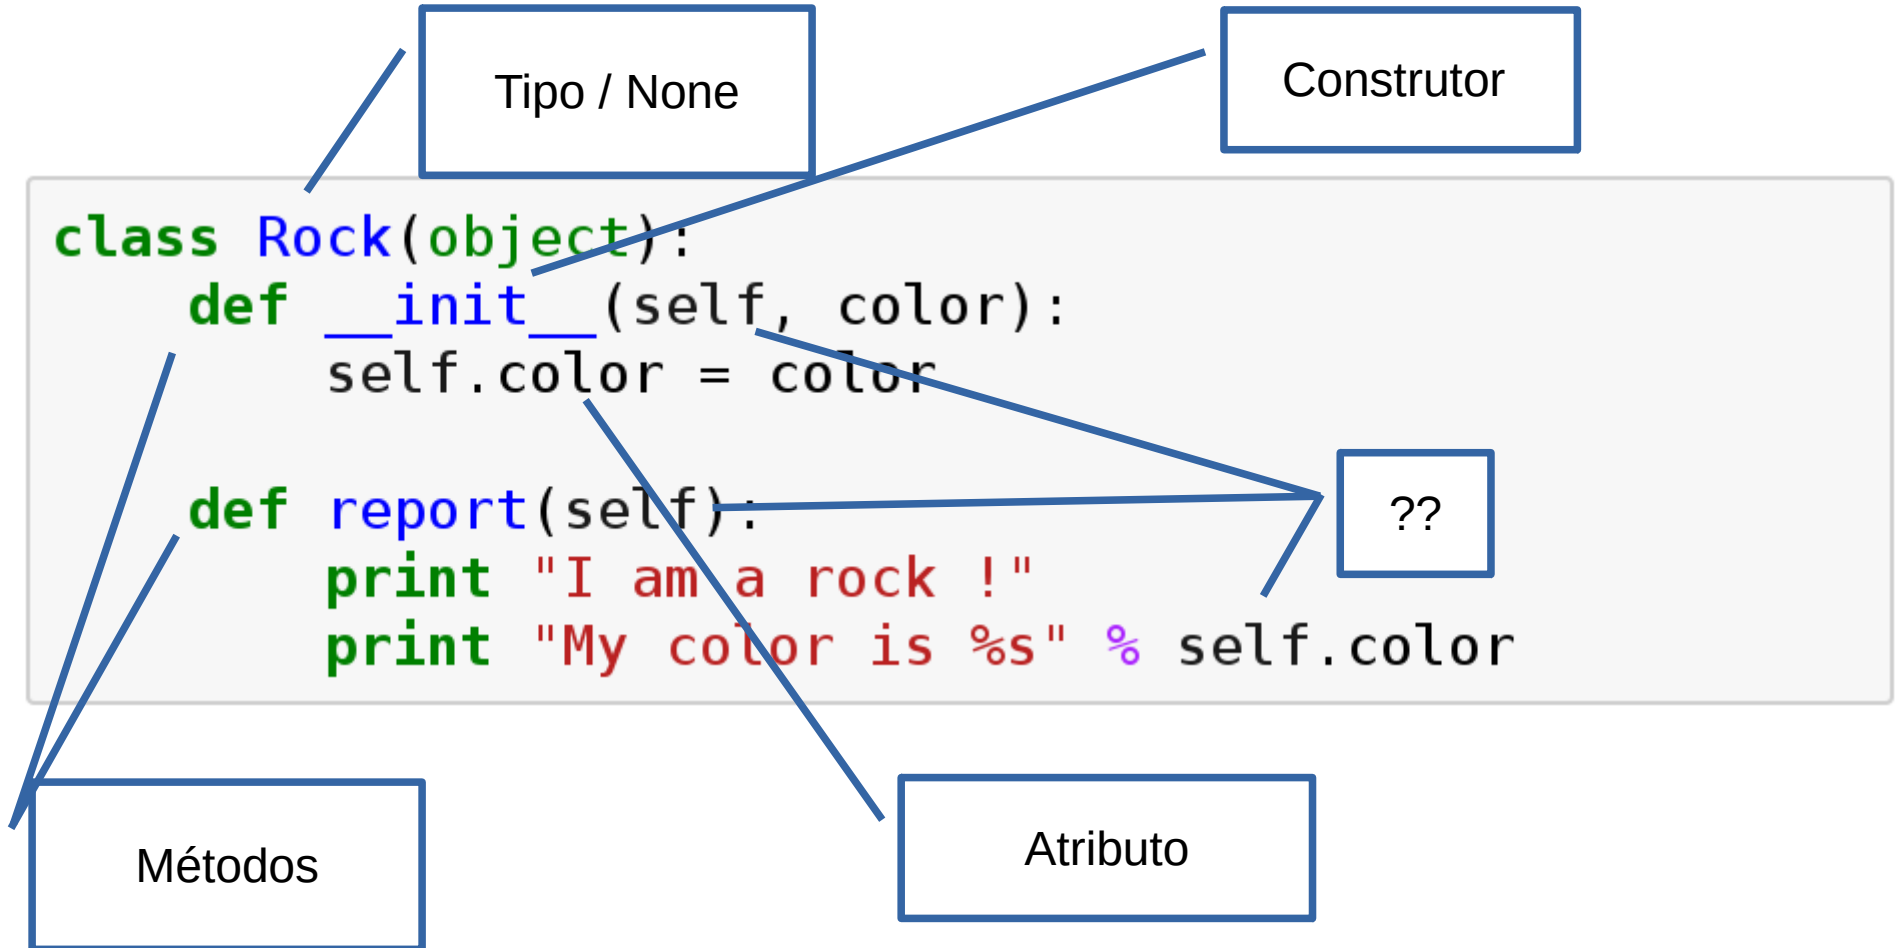 Tipo / None
Construtor
class Rock(object):
    def __init__(self, color):
        self.color = color
    def report(self):
        print "I am a rock !"
        print "My color is %s" % self.color
??
Métodos
Atributo